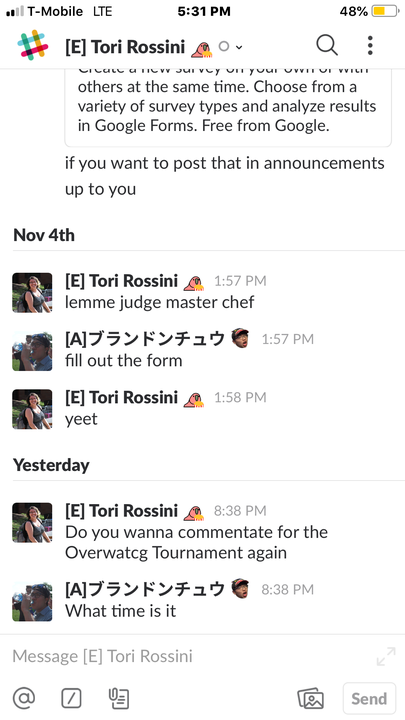 T-Mobile LTE 5:31 PM 48%
[E] Tori Rossini
Create a new survey on your own or with
others at the same time. Choose from a
variety of survey types and analyze results
in Google Forms. Free from Google.
if you want to post that in announcements
up to you
Nov 4th
[E] Tori Rossini 1:57 PM
lemme judge master chef
[A]ブランドンチュウ 1:57 PM
fill out the form
[E] Tori Rossini 1:58 PM
yeet
Yesterday
[E] Tori Rossini 8:38 PM
Do you wanna commentate for the
Overwatcg Tournament again
[A]ブランドンチュウ 8:38 PM
What time is it
Message [E] Tori Rossini
Send